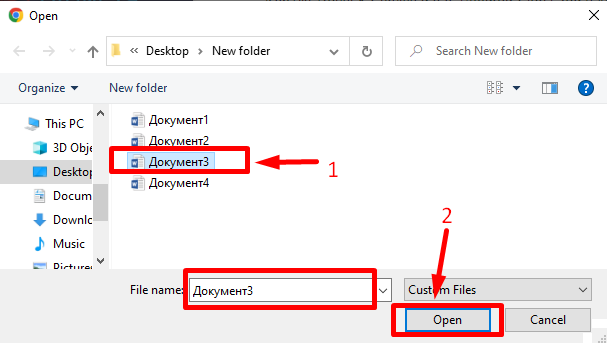 Open
« Desktop > New folder
Search New folder
Organize
New folder
This PC
3D Obje
Desktop
Docum
Downlo
Music
Pictures
Документ1
Документ2
Документ3
Документ4
1
2
File name:
Документ3
Custom Files
Open
Cancel